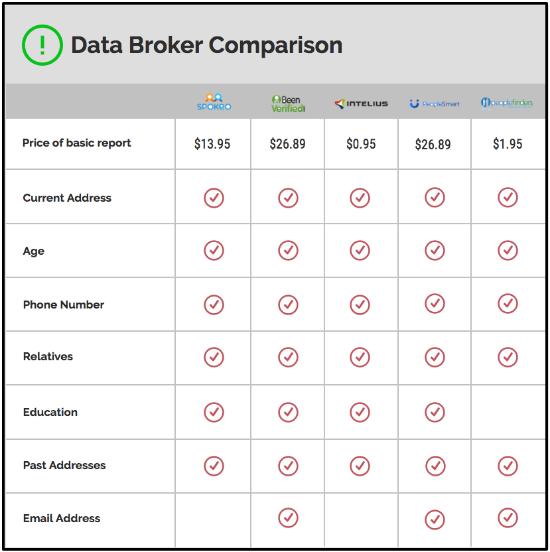 Data Broker Comparison
SPOKEO Been Verified! INTELIUS PeopleSmart peoplefinders
Price of basic report $13.95 $26.89 $0.95 $26.89 $1.95
Current Address
Age
Phone Number
Relatives
Education
Past Addresses
Email Address